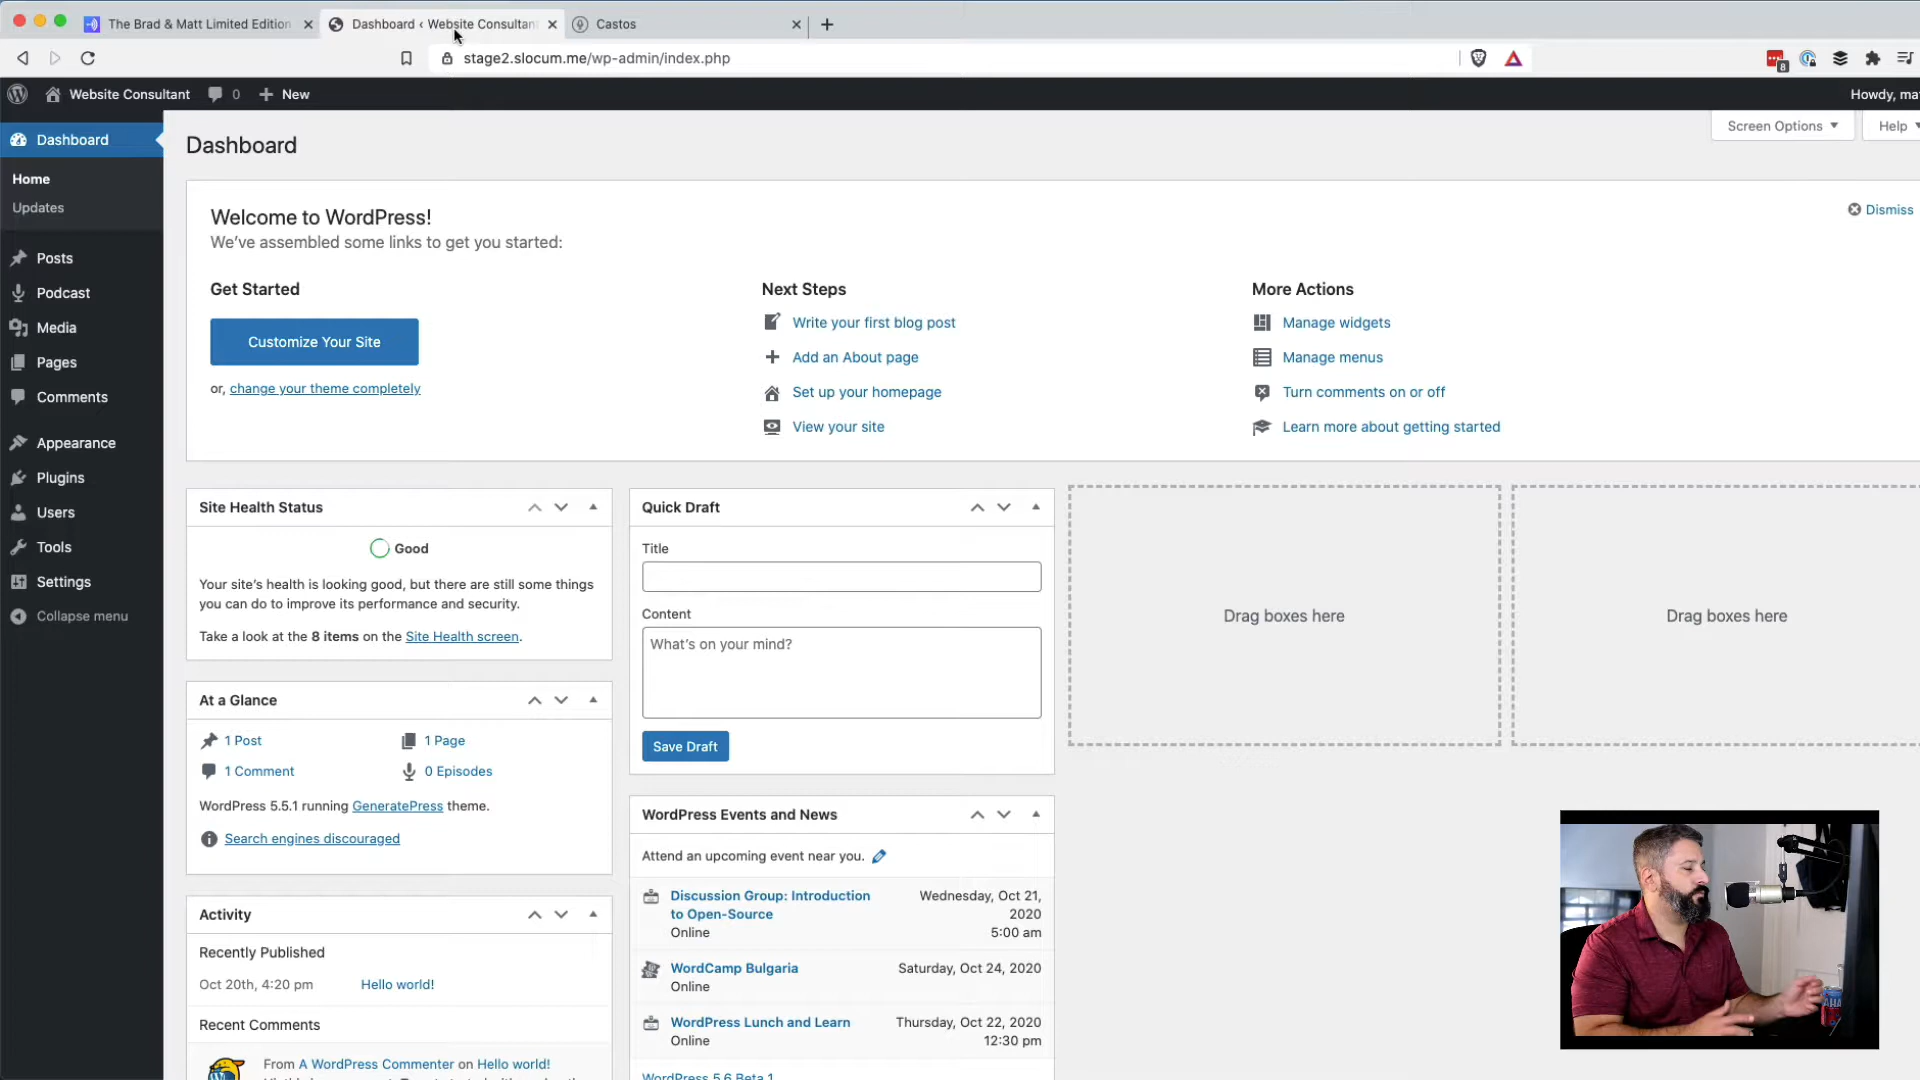 The Brad & Matt Limited Edition
Dashboard ‹ Website Consultant
Castos
stage2.slocum.me/wp-admin/index.php
8
Website Consultant
0
New
Howdy, ma
Dashboard
Home
Updates
Posts
Podcast
Media
Pages
Comments
Appearance
Plugins
Users
Tools
Settings
Collapse menu
Dashboard
Screen Options
Help
Welcome to WordPress!
We've assembled some links to get you started:
Dismiss
Get Started
Customize Your Site
or, change your theme completely
Next Steps
Write your first blog post
Add an About page
Set up your homepage
View your site
More Actions
Manage widgets
Manage menus
Turn comments on or off
Learn more about getting started
Site Health Status
Good
Your site's health is looking good, but there are still some things
you can do to improve its performance and security.
Take a look at the 8 items on the Site Health screen.
At a Glance
1 Post
1 Page
1 Comment
0 Episodes
WordPress 5.5.1 running GeneratePress theme.
Search engines discouraged
Activity
Recently Published
Oct 20th, 4:20 pm
Hello world!
Recent Comments
From A WordPress Commenter on Hello world!
Quick Draft
Title
Content
What's on your mind?
Save Draft
WordPress Events and News
Attend an upcoming event near you.
Discussion Group: Introduction
to Open-Source
Online
Wednesday, Oct 21,
2020
5:00 am
WordCamp Bulgaria
Online
Saturday, Oct 24, 2020
WordPress Lunch and Learn
Online
Thursday, Oct 22, 2020
12:30 pm
WordPress 5.6 Beta 1
Drag boxes here
Drag boxes here